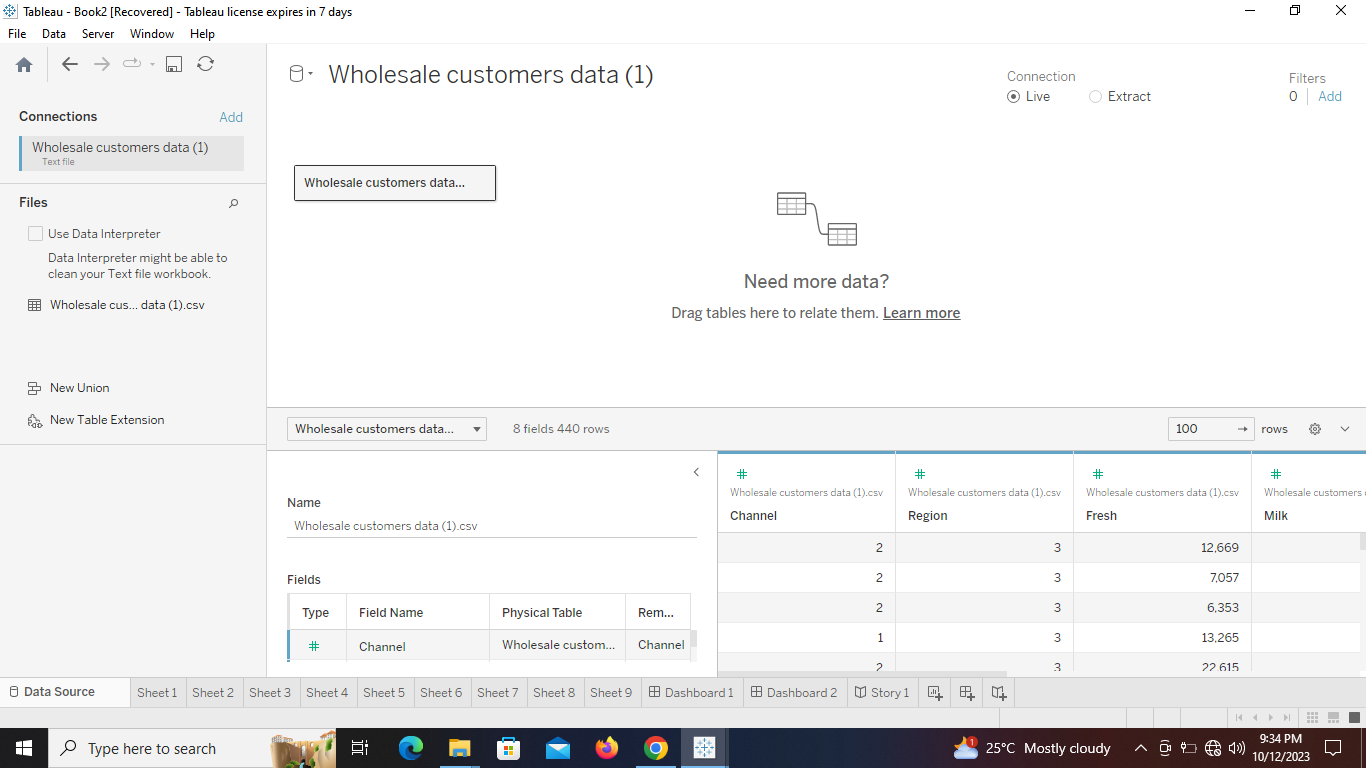 Tableau - Book2 [Recovered] - Tableau license expires in 7 days
File Data Server Window Help
Connections Add
Wholesale customers data (1)
Text file
Files
Use Data Interpreter
Data Interpreter might be able to
clean your Text file workbook.
Wholesale cus... data (1).csv
New Union
New Table Extension
Wholesale customers data (1)
Connection
Live Extract
Filters
0 Add
Wholesale customers data...
Need more data?
Drag tables here to relate them. Learn more
Wholesale customers data... 8 fields 440 rows 100 rows
Name
Wholesale customers data (1).csv
Fields
Type Field Name Physical Table Rem...
Channel Wholesale custom... Channel
Wholesale customers data (1).csv Wholesale customers data (1).csv Wholesale customers data (1).csv Wholesale customers
Channel Region Fresh Milk
2 3 12,669
2 3 7,057
2 3 6,353
1 3 13,265
2 3 22,615
Data Source Sheet 1 Sheet 2 Sheet 3 Sheet 4 Sheet 5 Sheet 6 Sheet 7 Sheet 8 Sheet 9 Dashboard 1 Dashboard 2 Story 1
Type here to search
1 25°C Mostly cloudy
9:34 PM
10/12/2023